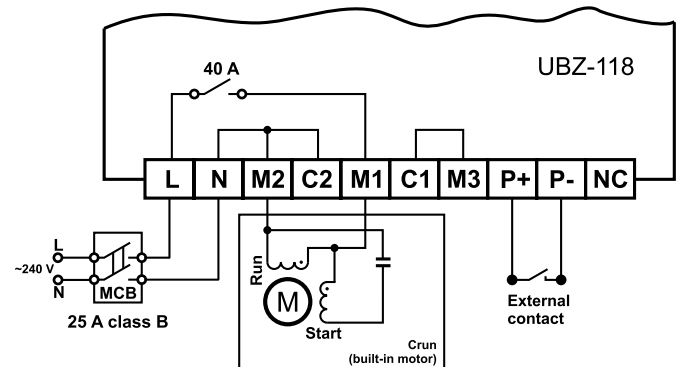 UBZ-118
40 A
L N M2 C2 M1 C1 M3 P+ P- NC
L
~240 V
N
MCB
25 A class B
Run
M
Start
Crun
(built-in motor)
External
contact